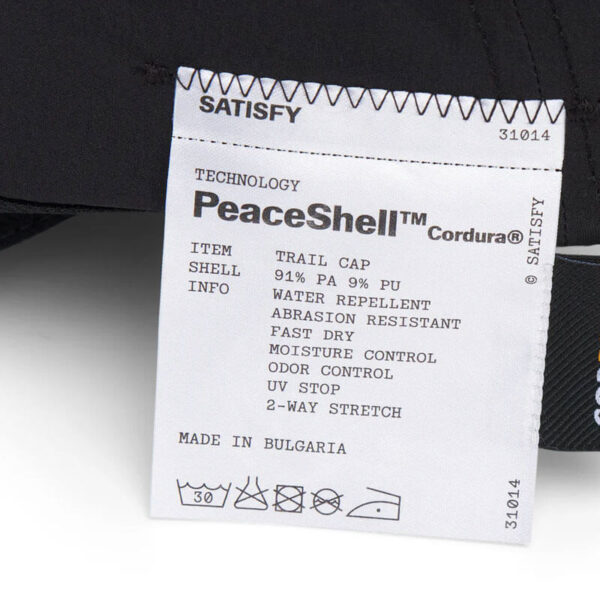 SATISFY
31014
TECHNOLOGY
PeaceShell™ Cordura®
© SATISFY
ITEM TRAIL CAP
SHELL 91% PA 9% PU
INFO WATER REPELLENT
ABRASION RESISTANT
FAST DRY
MOISTURE CONTROL
ODOR CONTROL
UV STOP
2-WAY STRETCH
MADE IN BULGARIA
30
31014